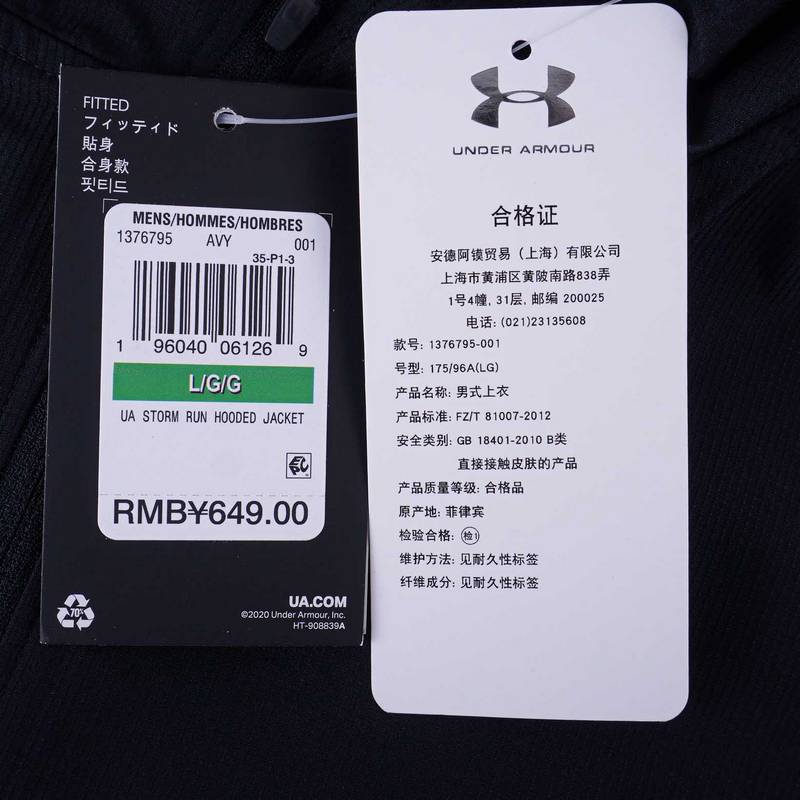 FITTED
フィッティド
貼身
合身款
핏티드
MENS/HOMMES/HOMBRES
1376795 AVY 001
35-P1-3
1 96040 06126 9
L/G/G
UA STORM RUN HOODED JACKET
EPC
RMB¥649.00
70%
UA.COM
©2020 Under Armour, Inc.
HT-908839A
UNDER ARMOUR
合格证
安德阿镆贸易（上海）有限公司
上海市黄浦区黄陂南路838弄
1号4幢, 31层, 邮编 200025
电话: (021)23135608
款号: 1376795-001
号型: 175/96A(LG)
产品名称: 男式上衣
产品标准: FZ/T 81007-2012
安全类别: GB 18401-2010 B类
直接接触皮肤的产品
产品质量等级: 合格品
原产地: 菲律宾
检验合格: 检1
维护方法: 见耐久性标签
纤维成分: 见耐久性标签